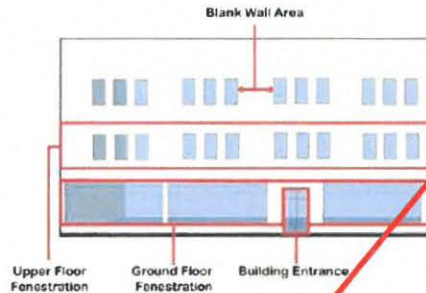 Blank Wall Area
Upper Floor Ground Floor Building Entrance
Fenestration Fenestration